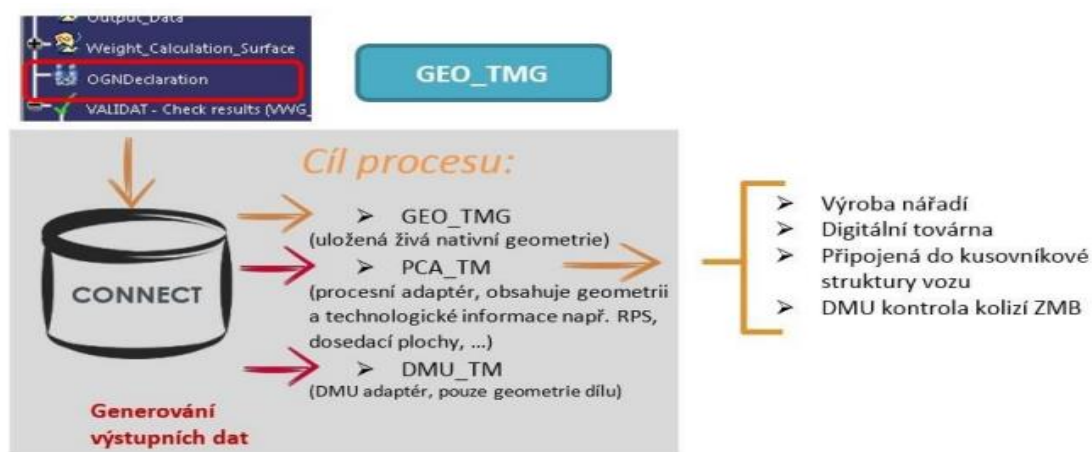 Output_Data
Weight_Calculation_Surface
OGNDeclaration
VALIDAT - Check results (VWG_
GEO_TMG
Cíl procesu:
CONNECT
➤ GEO_TMG
(uložená živá nativní geometrie)
➤ PCA_TM
(procesní adaptér, obsahuje geometrii
a technologické informace např. RPS,
dosedací plochy, ...)
➤ DMU_TM
(DMU adaptér, pouze geometrie dílu)
Generování
výstupních dat
➤ Výroba nářadí
➤ Digitální továrna
➤ Připojená do kusovníkové
struktury vozu
➤ DMU kontrola kolizí ZMB